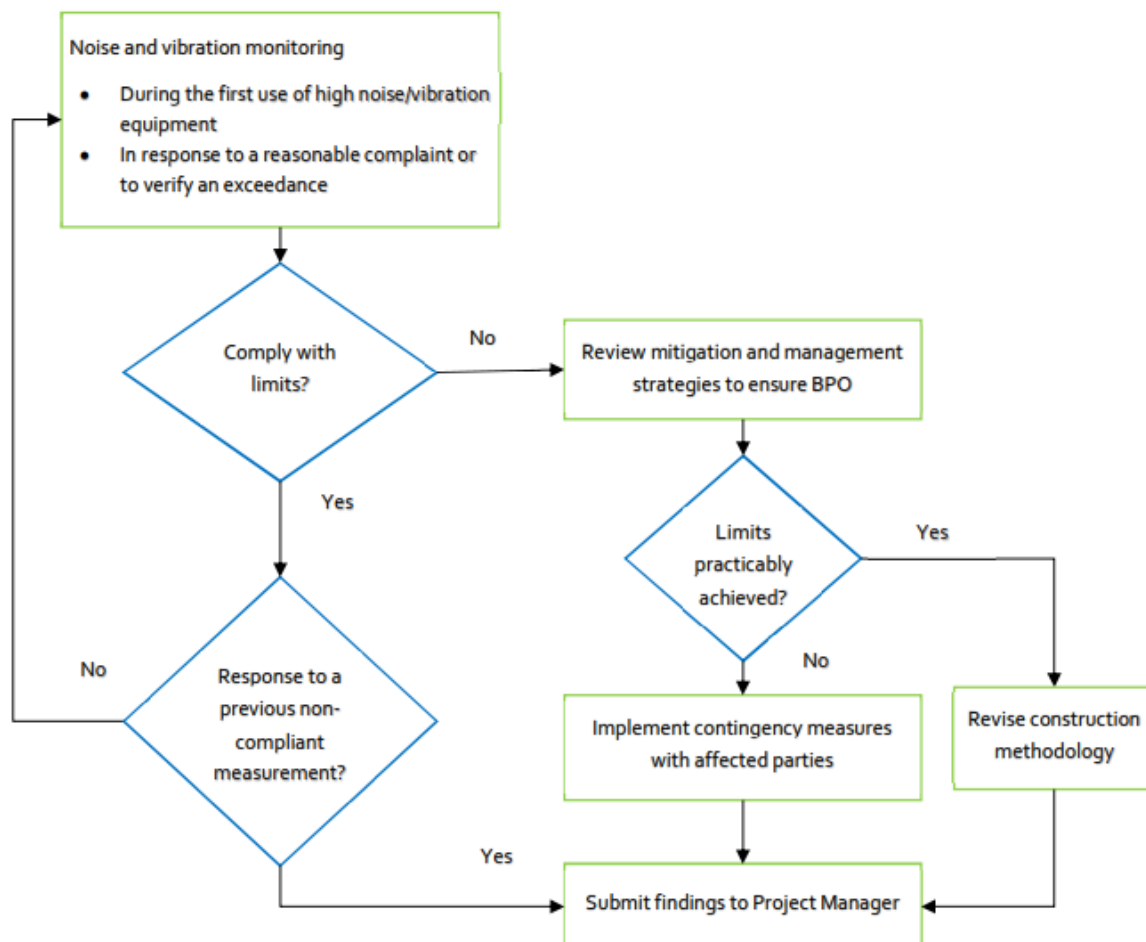 Noise and vibration monitoring
• During the first use of high noise/vibration
equipment
• In response to a reasonable complaint or
to verify an exceedance
Comply with
limits?
No
Review mitigation and management
strategies to ensure BPO
Yes
Limits
practicably
achieved?
Yes
No
Response to a
previous non-
compliant
measurement?
No
Implement contingency measures
with affected parties
Revise construction
methodology
Yes
Submit findings to Project Manager